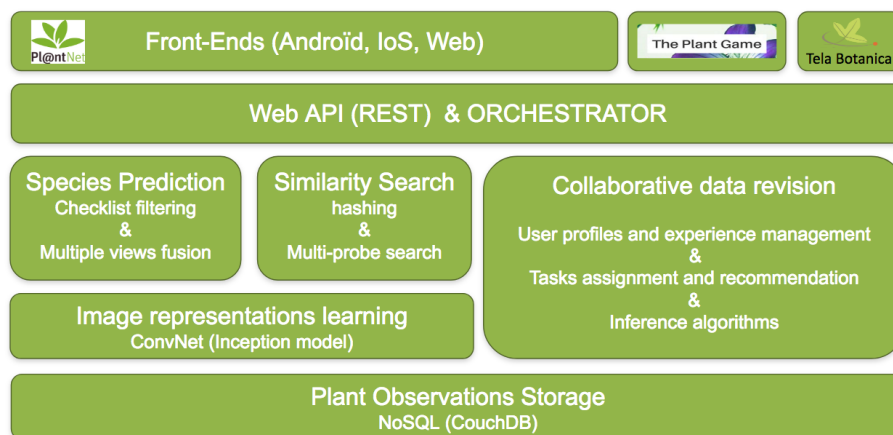 Pl@ntNet
Front-Ends (Androïd, IoS, Web)
The Plant Game
Tela Botanica
Web API (REST) & ORCHESTRATOR
Species Prediction
Checklist filtering
&
Multiple views fusion
Similarity Search
hashing
&
Multi-probe search
Collaborative data revision
User profiles and experience management
&
Tasks assignment and recommendation
&
Inference algorithms
Image representations learning
ConvNet (Inception model)
Plant Observations Storage
NoSQL (CouchDB)